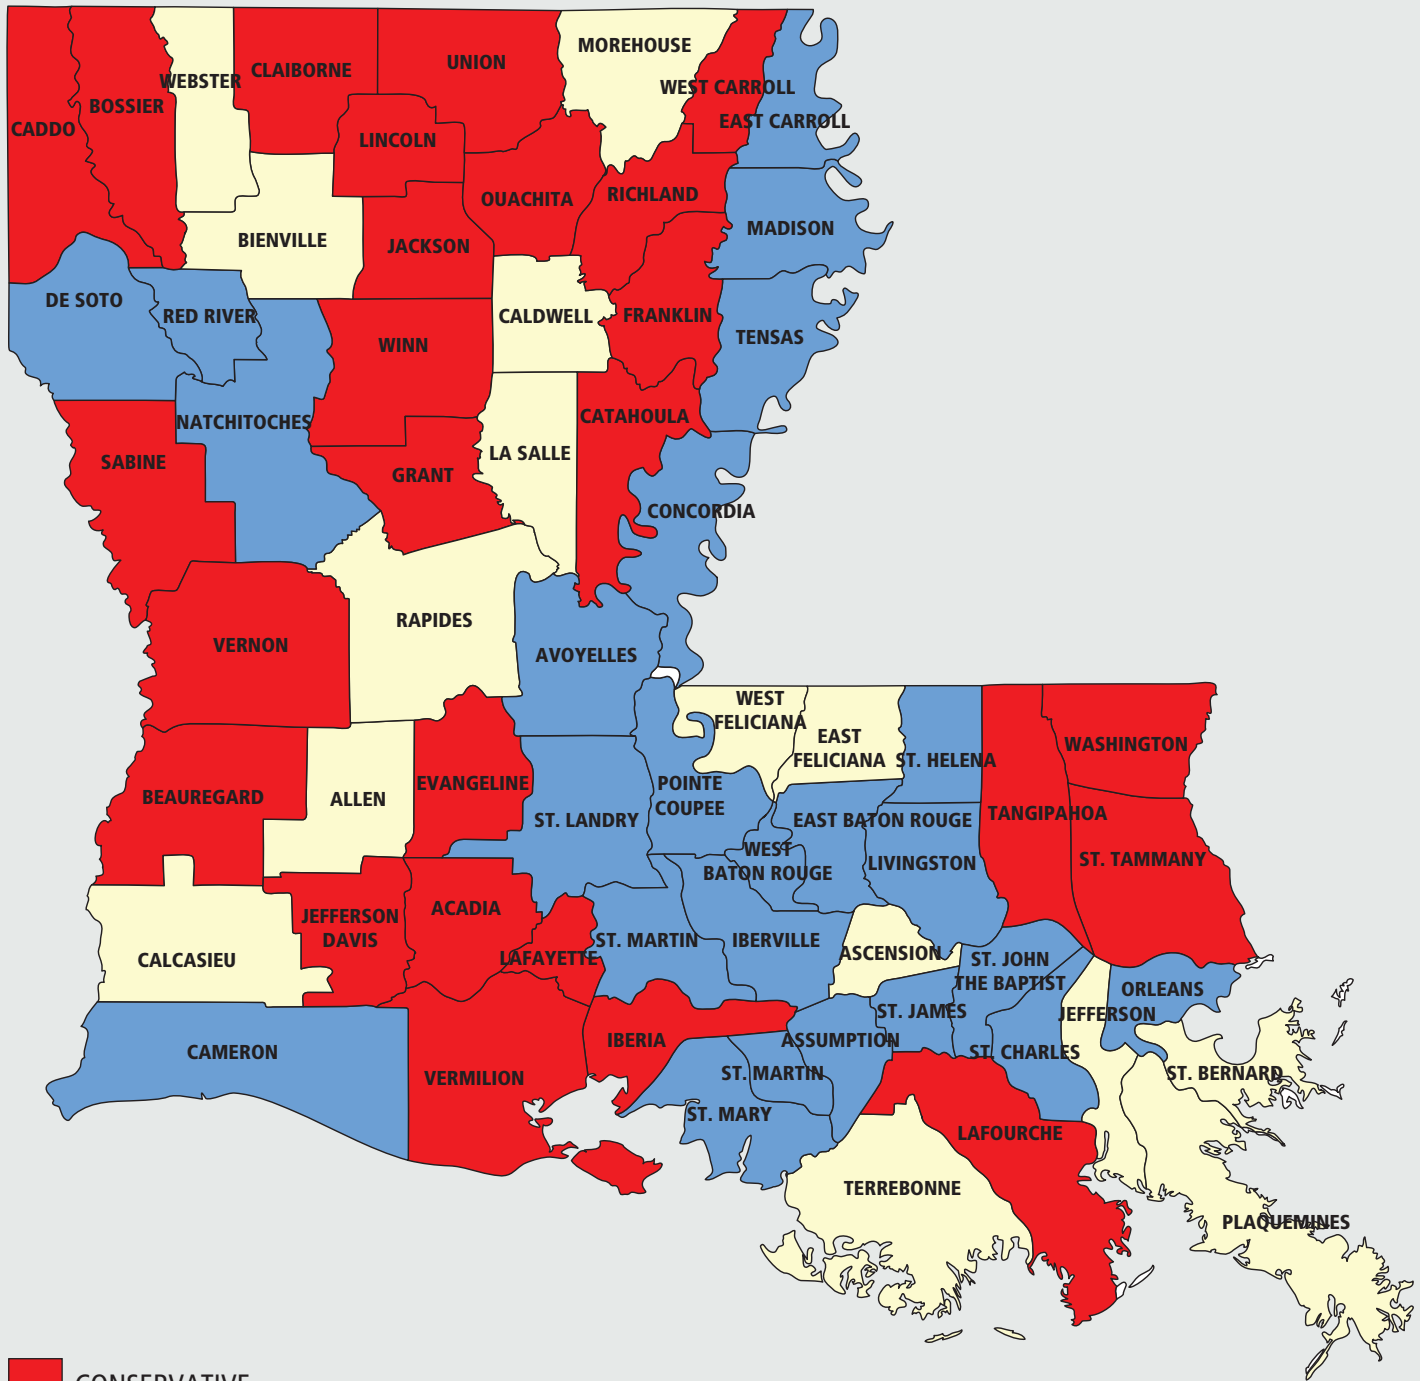 MOREHOUSE
UNION
CLAIBORNE
WEBSTER
WEST CARROLL
BOSSIER
EAST CARROLL
CADDO
LINCOLN
RICHLAND
OUACHITA
MADISON
BIENVILLE
JACKSON
DE SOTO
RED RIVER
CALDWELL
FRANKLIN
TENSAS
WINN
NATCHITOCHES
CATAHOULA
LA SALLE
SABINE
GRANT
CONCORDIA
RAPIDES
VERNON
AVOYELLES
WEST
FELICIANA
EAST
FELICIANA
ST. HELENA
WASHINGTON
EVANGELINE
POINTE
COUPEE
BEAUREGARD
ALLEN
ST. LANDRY
EAST BATON ROUGE
TANGIPAHOA
WEST
BATON ROUGE
LIVINGSTON
ST. TAMMANY
JEFFERSON
DAVIS
ACADIA
LAFAYETTE
ST. MARTIN
IBERVILLE
ASCENSION
CALCASIEU
ST. JOHN
THE BAPTIST
ORLEANS
ST. JAMES
JEFFERSON
IBERIA
ASSUMPTION
CAMERON
ST. CHARLES
VERMILION
ST. MARTIN
ST. BERNARD
ST. MARY
LAFOURCHE
TERREBONNE
PLAQUEMINES
CONSERVATIVE